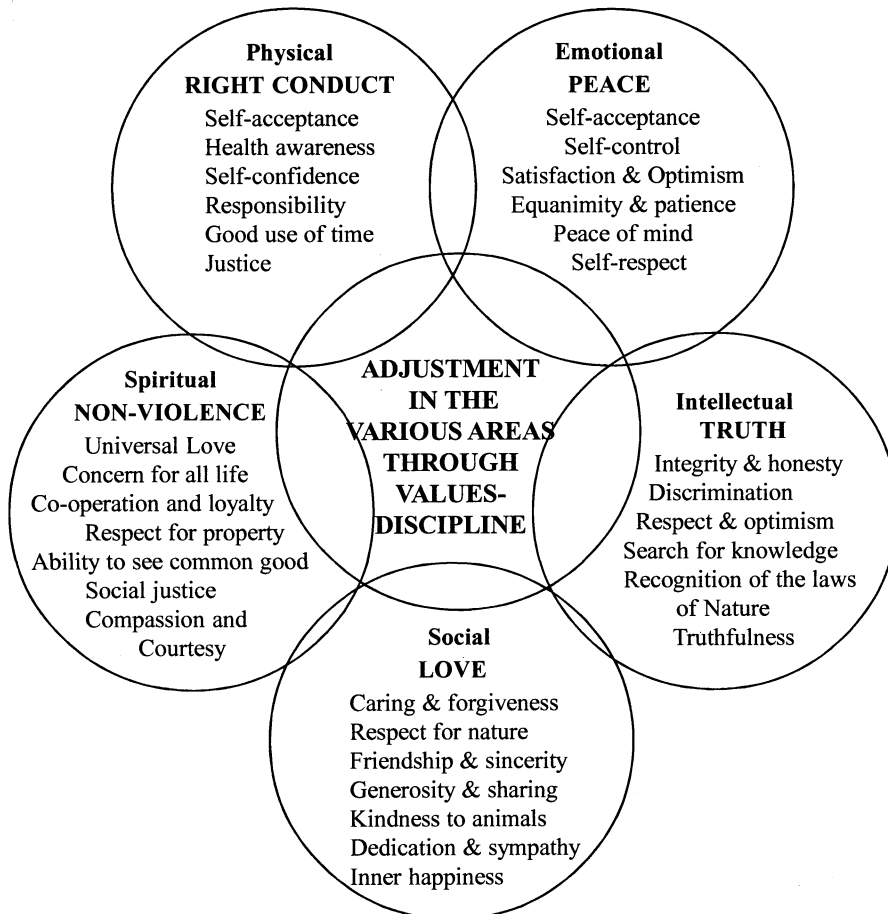 Physical
RIGHT CONDUCT
Self-acceptance
Health awareness
Self-confidence
Responsibility
Good use of time
Justice
Emotional
PEACE
Self-acceptance
Self-control
Satisfaction & Optimism
Equanimity & patience
Peace of mind
Self-respect
Spiritual
NON-VIOLENCE
Universal Love
Concern for all life
Co-operation and loyalty
Respect for property
Ability to see common good
Social justice
Compassion and
Courtesy
ADJUSTMENT
IN THE
VARIOUS AREAS
THROUGH
VALUES-
DISCIPLINE
Intellectual
TRUTH
Integrity & honesty
Discrimination
Respect & optimism
Search for knowledge
Recognition of the laws
of Nature
Truthfulness
Social
LOVE
Caring & forgiveness
Respect for nature
Friendship & sincerity
Generosity & sharing
Kindness to animals
Dedication & sympathy
Inner happiness